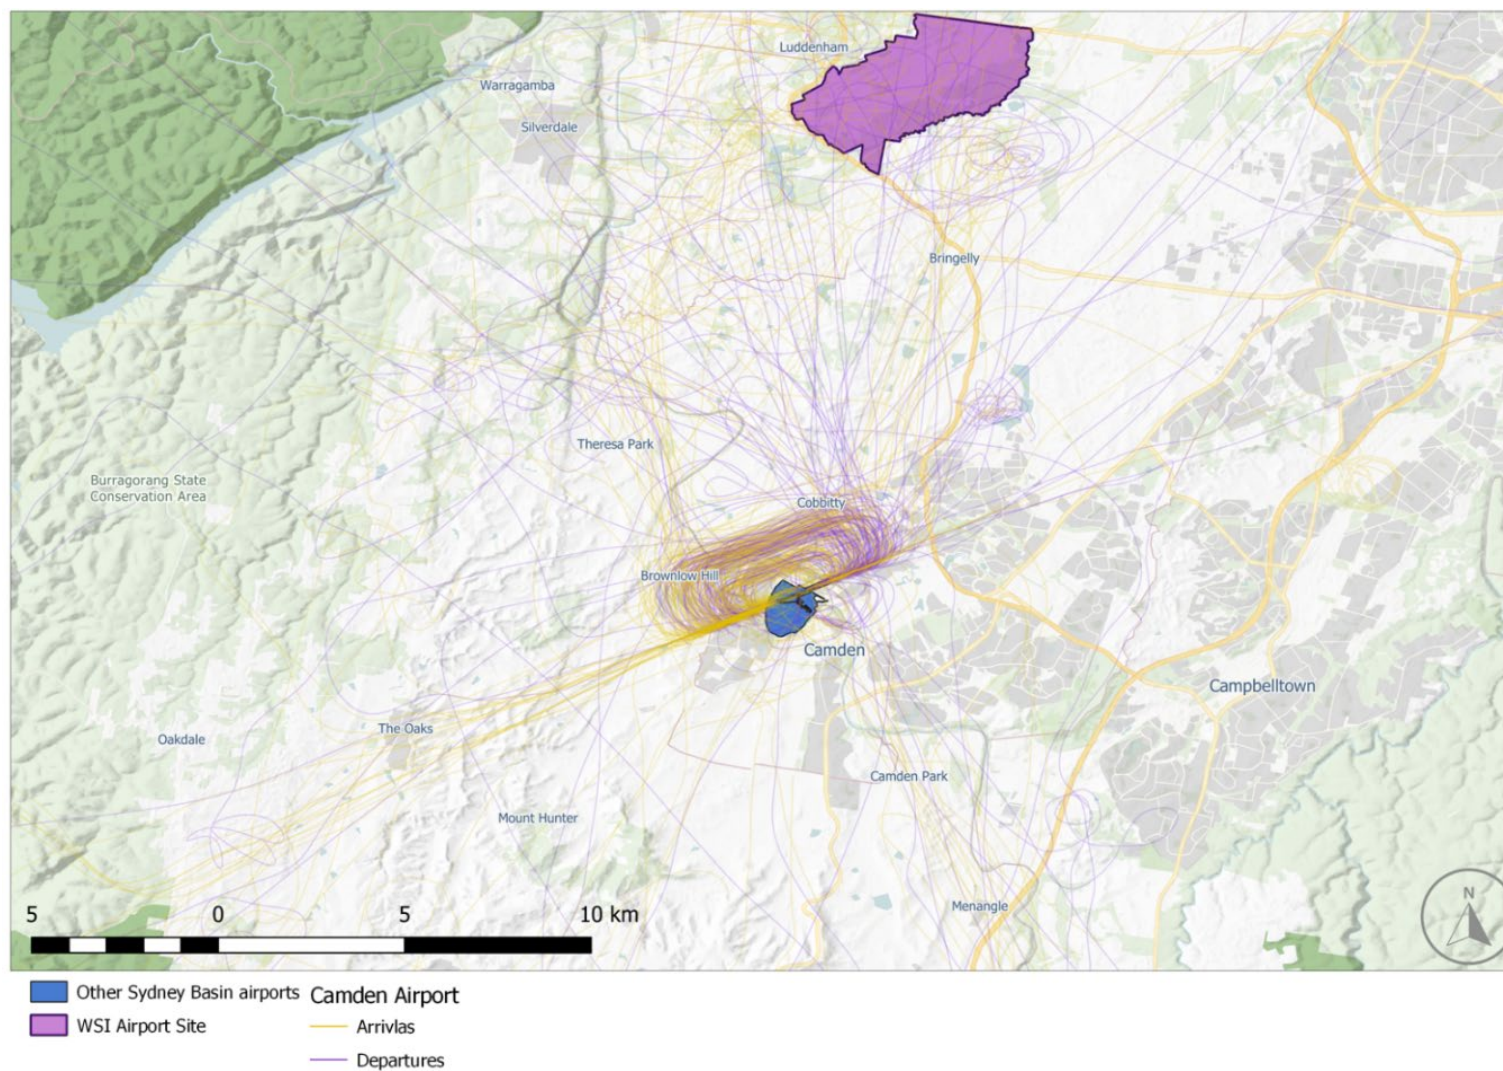 Luddenham
Warragamba
Silverdale
Bringelly
Theresa Park
Burragorang State
Conservation Area
Cobbitty
Brownlow Hill
Camden
Campbelltown
The Oaks
Oakdale
Camden Park
Mount Hunter
Menangle
N
5 0 5 10 km
Other Sydney Basin airports
WSI Airport Site
Camden Airport
Arrivlas
Departures